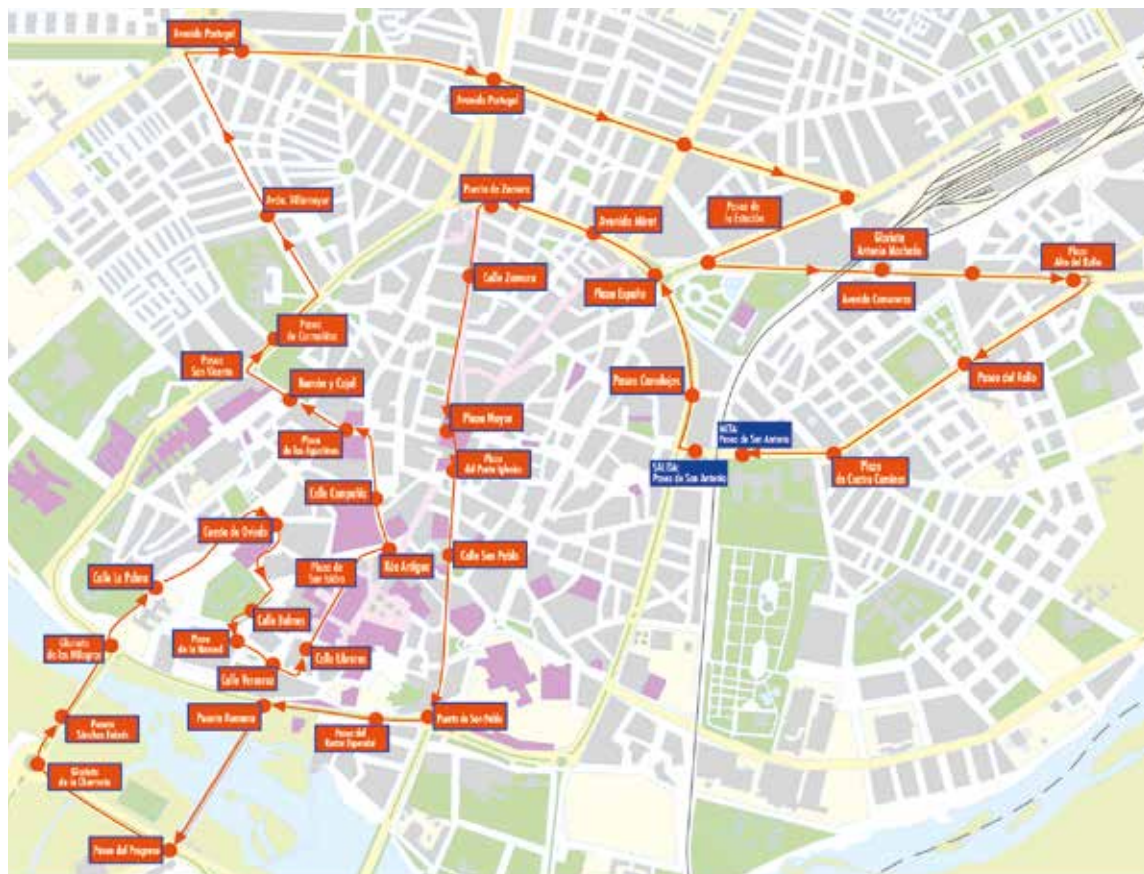 Avenida Portugal
Avenida Portugal
Puerta de Zamora
Avenida Mirat
Paseo de
la Estación
Glorieta
Antonio Machado
Plaza
Alto del Rollo
Avda. Villamayor
Calle Zamora
Plaza España
Avenida Comuneros
Paseo
de Carmelitas
Paseo
San Vicente
Ramón y Cajal
Paseo Canalejas
Paseo del Rollo
Plaza Mayor
Plaza
de las Agustinas
META:
Paseo de San Antonio
Plaza
del Poeta Iglesias
SALIDA:
Paseo de San Antonio
Plaza
de Cuatro Caminos
Calle Compañía
Cuesta de Oviedo
Calle San Pablo
Rúa Antigua
Plaza de
San Isidro
Calle La Palma
Calle Balmes
Glorieta
de los Milagros
Plaza
de la Merced
Calle Libreros
Calle Veracruz
Puente Romano
Puerta de San Pablo
Paseo del
Rector Esperabé
Puente
Sánchez Fabrés
Glorieta
de la Charrería
Paseo del Progreso